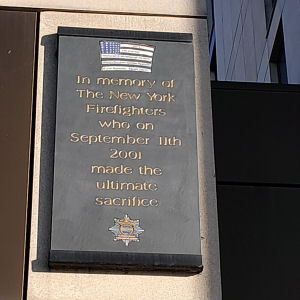 In memory of
The New York
Firefighters
who on
September 11th
2001
made the
ultimate
sacrifice